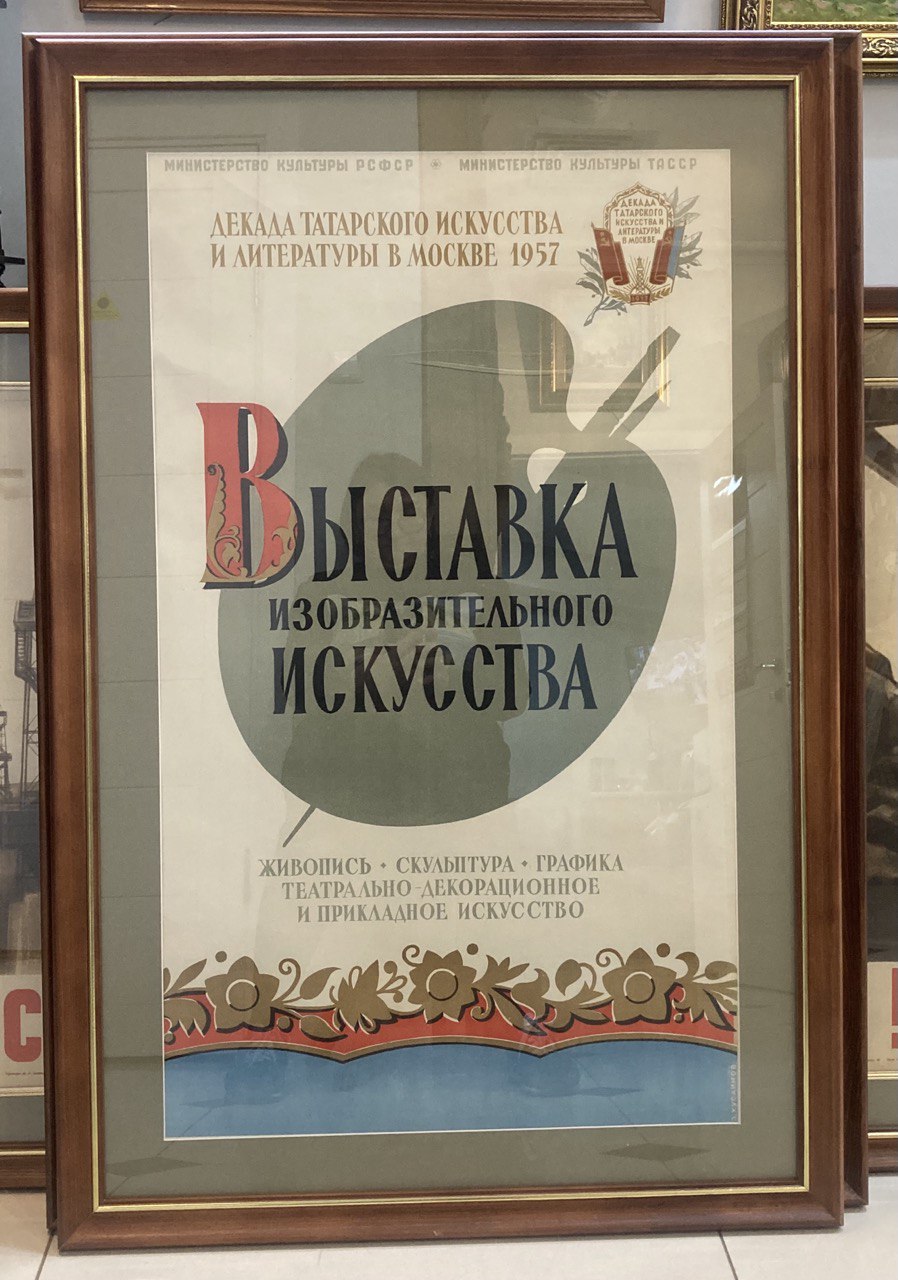 МИНИСТЕРСТВО КУЛЬТУРЫ РСФСР МИНИСТЕРСТВО КУЛЬТУРЫ ТАССР
ДЕКАДА ТАТАРСКОГО ИСКУССТВА
И ЛИТЕРАТУРЫ В МОСКВЕ 1957
ДЕКАДА
ТАТАРСКОГО
ИСКУССТВА И
ЛИТЕРАТУРЫ
В МОСКВЕ
1957
ВЫСТАВКА
ИЗОБРАЗИТЕЛЬНОГО
ИСКУССТВА
ЖИВОПИСЬ • СКУЛЬПТУРА • ГРАФИКА
ТЕАТРАЛЬНО-ДЕКОРАЦИОННОЕ
И ПРИКЛАДНОЕ ИСКУССТВО
С
!